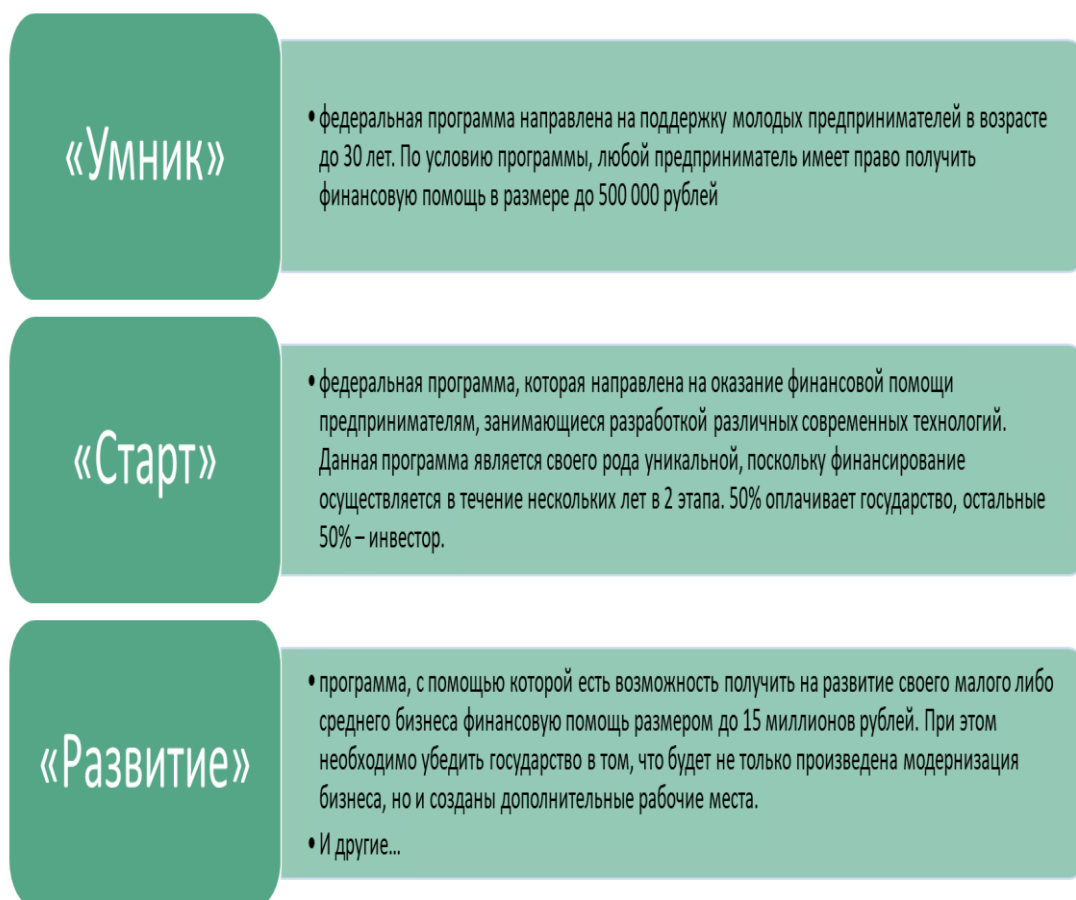 «Умник»
• федеральная программа направлена на поддержку молодых предпринимателей в возрасте
до 30 лет. По условию программы, любой предприниматель имеет право получить
финансовую помощь в размере до 500 000 рублей
«Старт»
• федеральная программа, которая направлена на оказание финансовой помощи
предпринимателям, занимающиеся разработкой различных современных технологий.
Данная программа является своего рода уникальной, поскольку финансирование
осуществляется в течение нескольких лет в 2 этапа. 50% оплачивает государство, остальные
50% – инвестор.
«Развитие»
• программа, с помощью которой есть возможность получить на развитие своего малого либо
среднего бизнеса финансовую помощь размером до 15 миллионов рублей. При этом
необходимо убедить государство в том, что будет не только произведена модернизация
бизнеса, но и созданы дополнительные рабочие места.
• И другие...